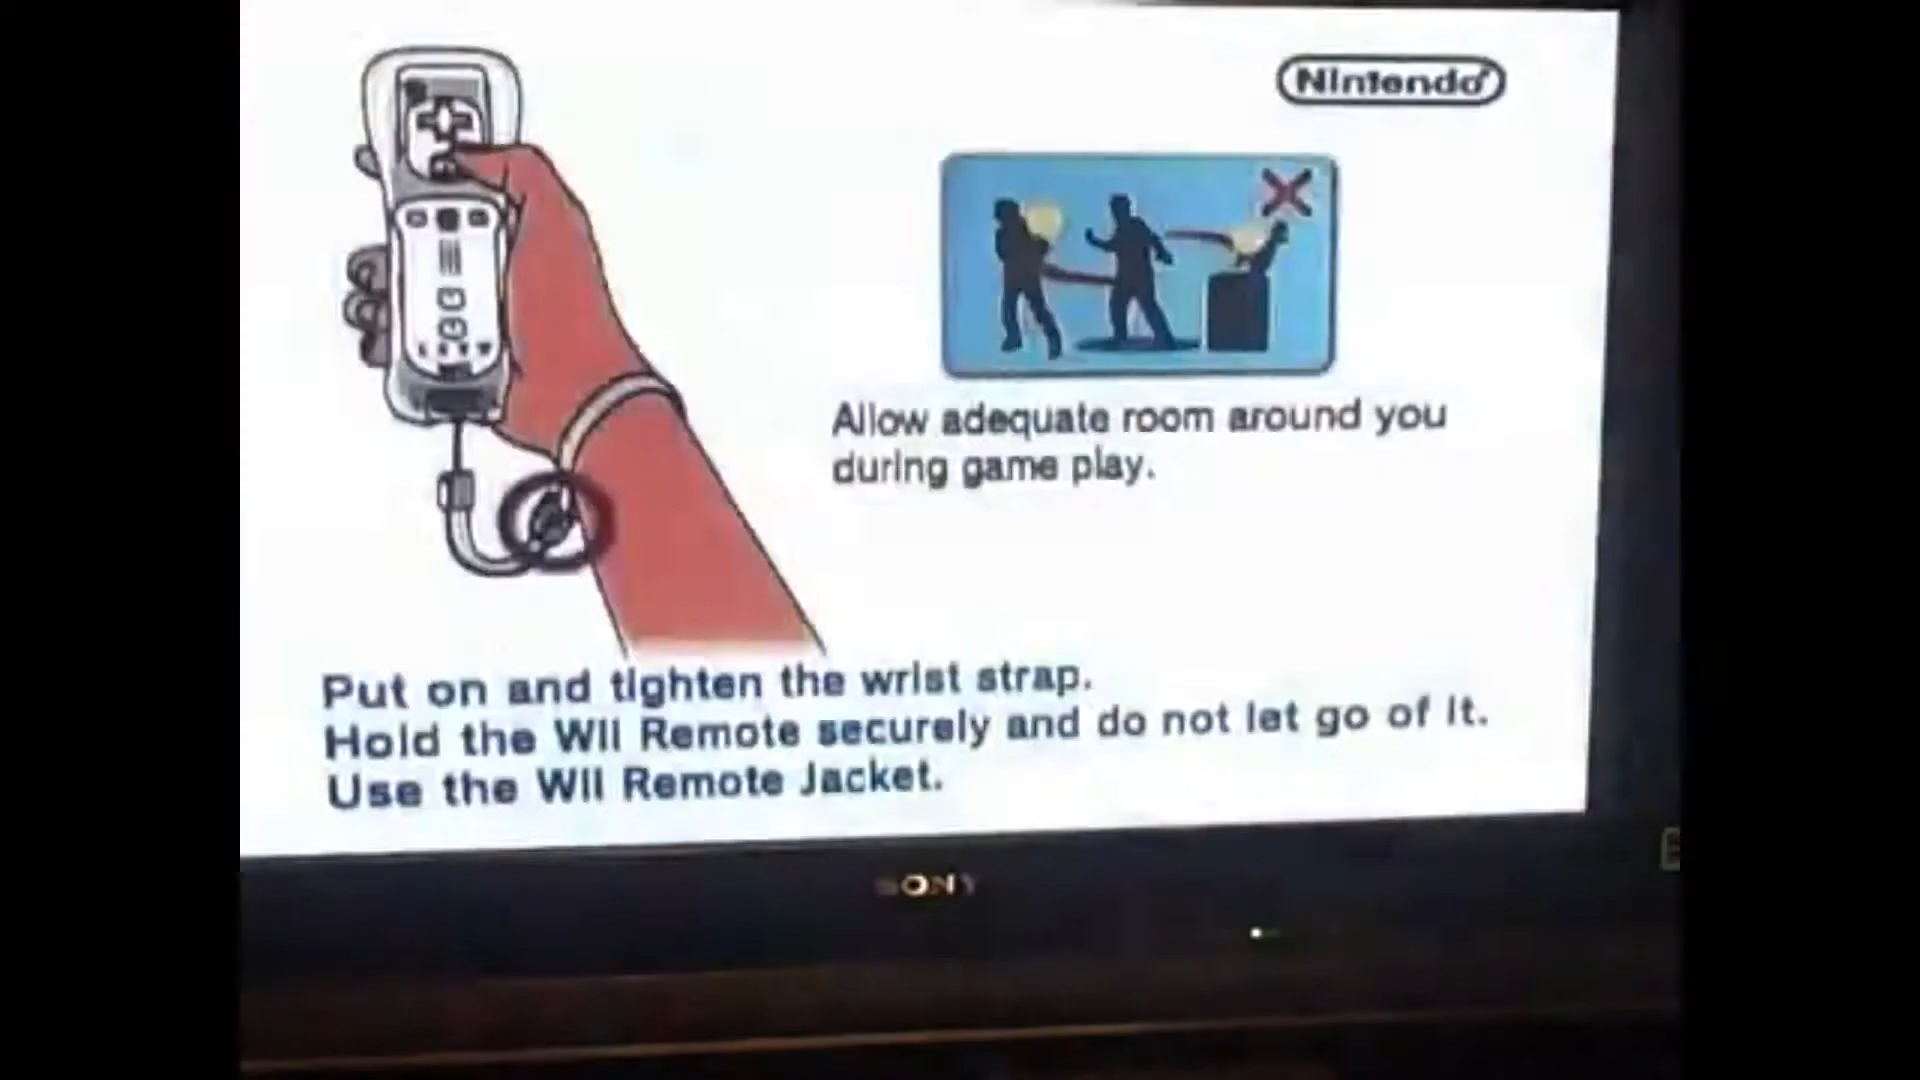 Nintendo
Allow adequate room around you
during game play.
Put on and tighten the wrist strap.
Hold the Wii Remote securely and do not let go of it.
Use the Wii Remote Jacket.
SONY